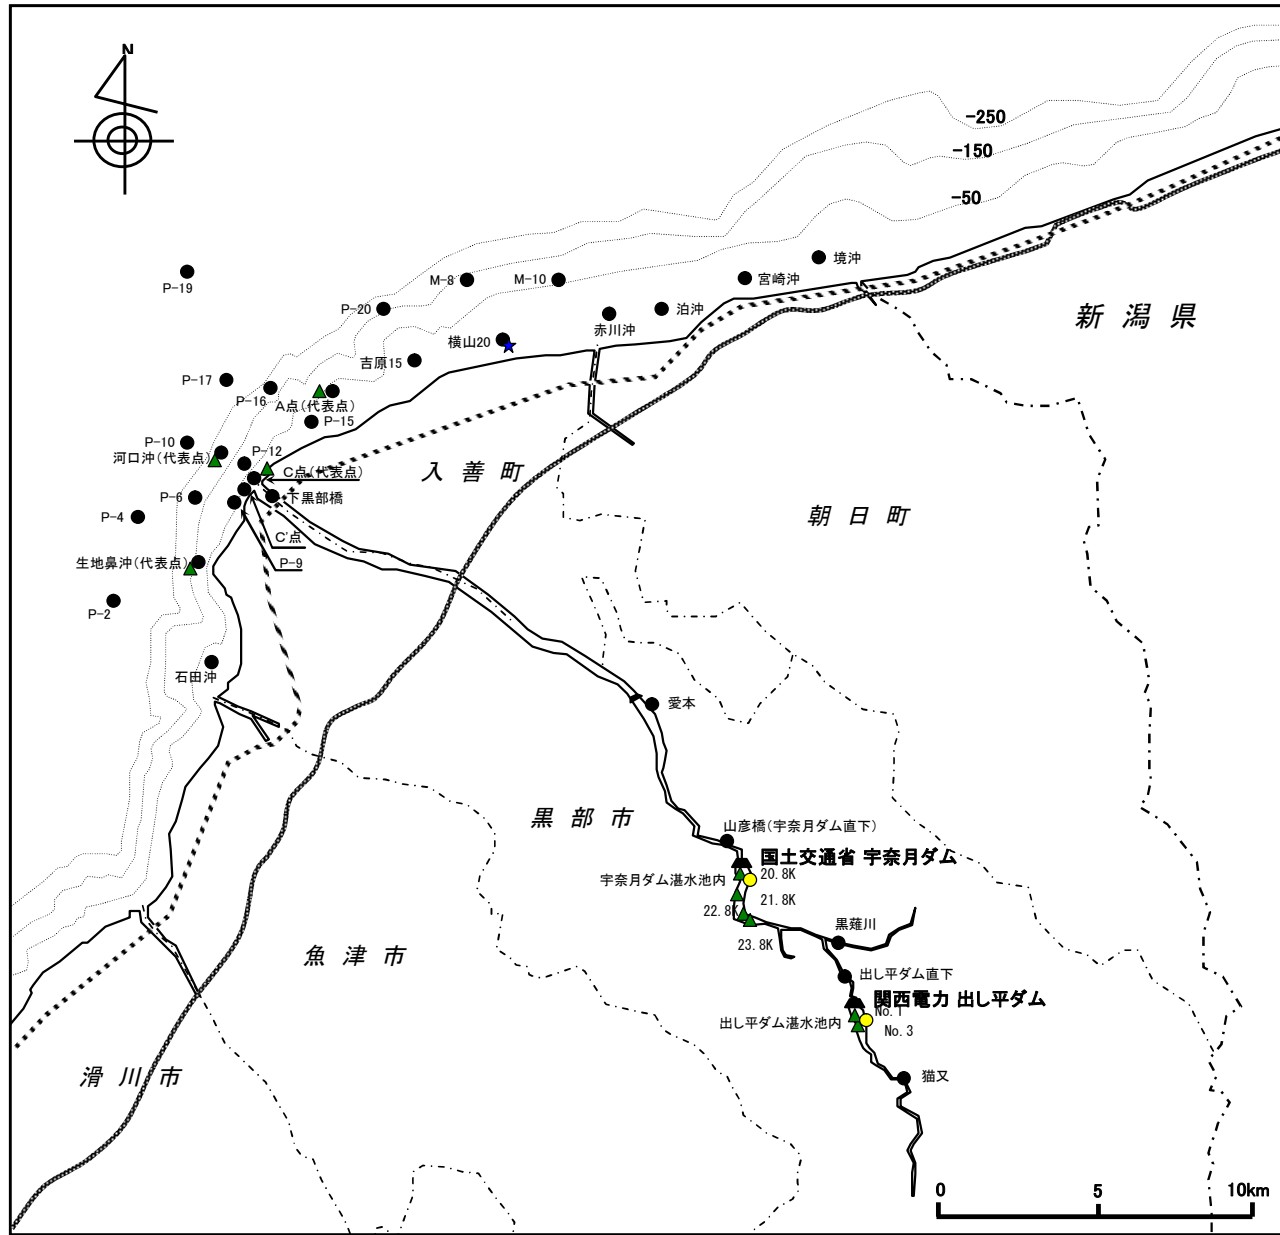 N
-250
-150
-50
境沖
宮崎沖
M-8
M-10
P-19
P-20
泊沖
赤川沖
新潟県
横山20
吉原15
P-17
P-16
A点(代表点)
P-15
P-10
河口沖(代表点)
P-12
C点(代表点)
入善町
P-6
下黒部橋
P-4
朝日町
C'点
生地鼻沖(代表点)
P-9
P-2
石田沖
愛本
黒部市
山彦橋(宇奈月ダム直下)
国土交通省 宇奈月ダム
宇奈月ダム湛水池内
20.8K
21.8K
22.8K
23.8K
黒薙川
魚津市
出し平ダム直下
関西電力 出し平ダム
No.1
出し平ダム湛水池内
No.3
滑川市
猫又
0 5 10km